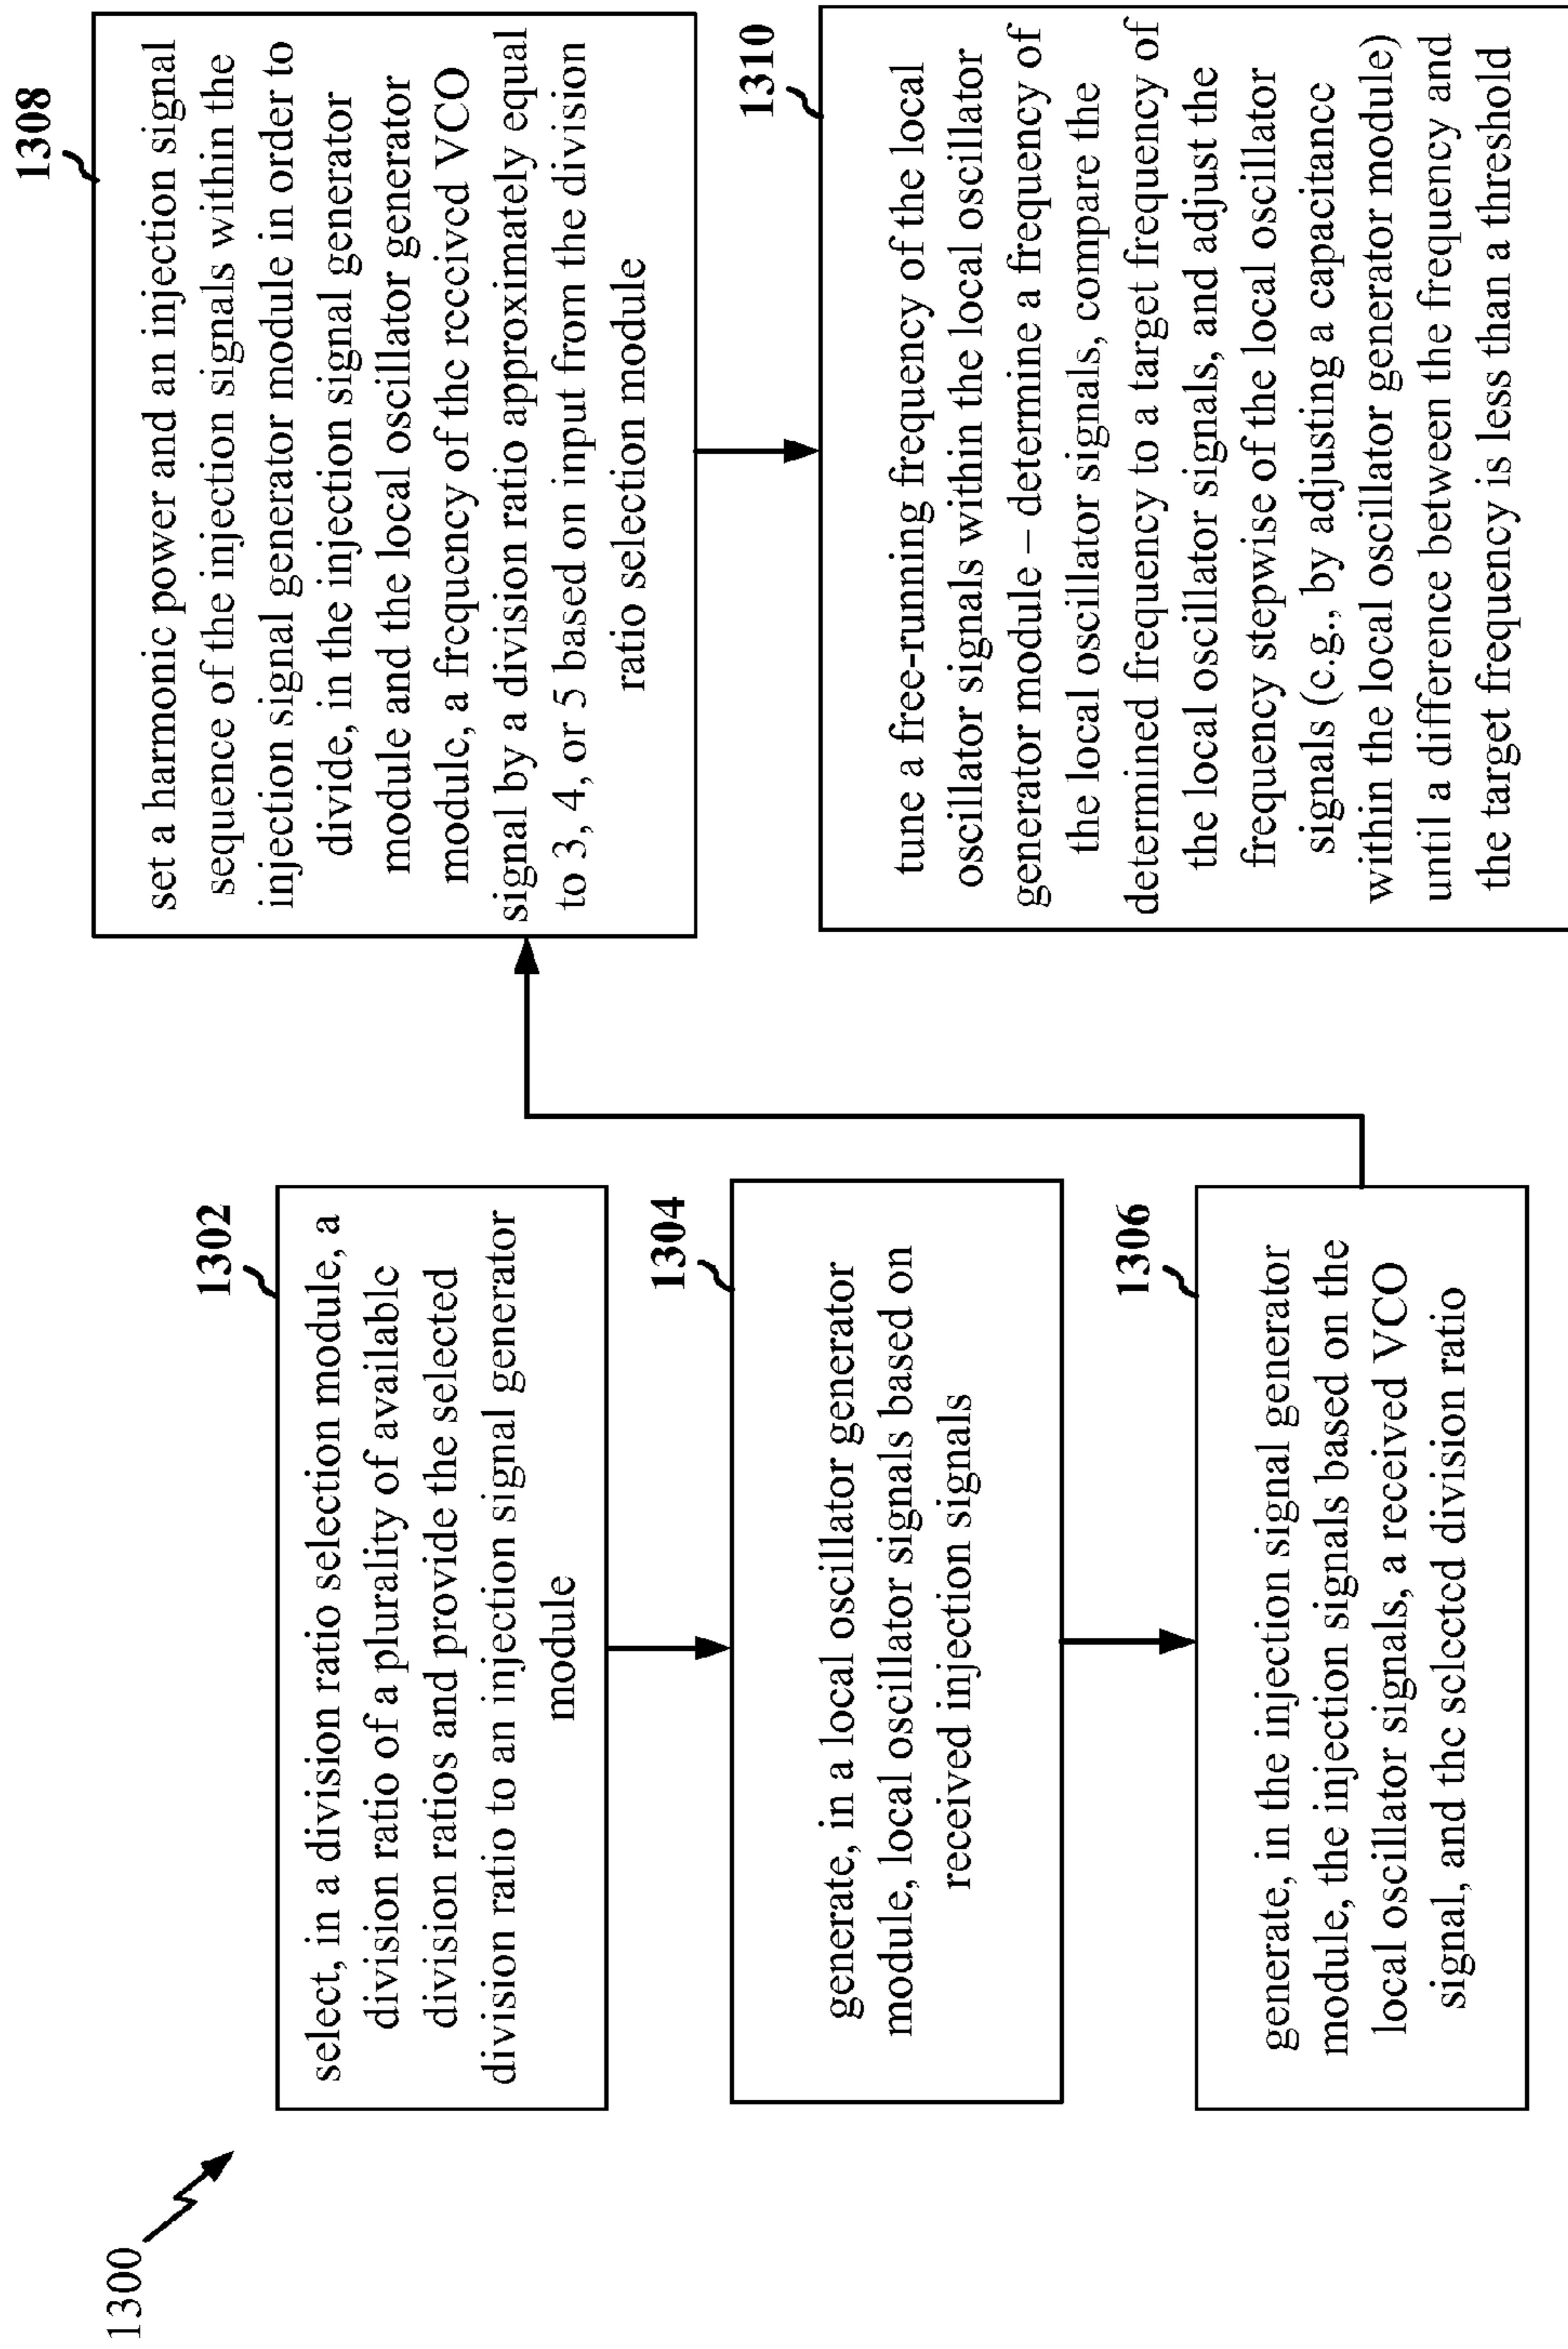 1300
1302
select, in a division ratio selection module, a
division ratio of a plurality of available
division ratios and provide the selected
division ratio to an injection signal generator
module
1304
generate, in a local oscillator generator
module, local oscillator signals based on
received injection signals
1306
generate, in the injection signal generator
module, the injection signals based on the
local oscillator signals, a received VCO
signal, and the selected division ratio
1308
set a harmonic power and an injection signal
sequence of the injection signals within the
injection signal generator module in order to
divide, in the injection signal generator
module and the local oscillator generator
module, a frequency of the received VCO
signal by a division ratio approximately equal
to 3, 4, or 5 based on input from the division
ratio selection module
1310
tune a free-running frequency of the local
oscillator signals within the local oscillator
generator module – determine a frequency of
the local oscillator signals, compare the
determined frequency to a target frequency of
the local oscillator signals, and adjust the
frequency stepwise of the local oscillator
signals (e.g., by adjusting a capacitance
within the local oscillator generator module)
until a difference between the frequency and
the target frequency is less than a threshold